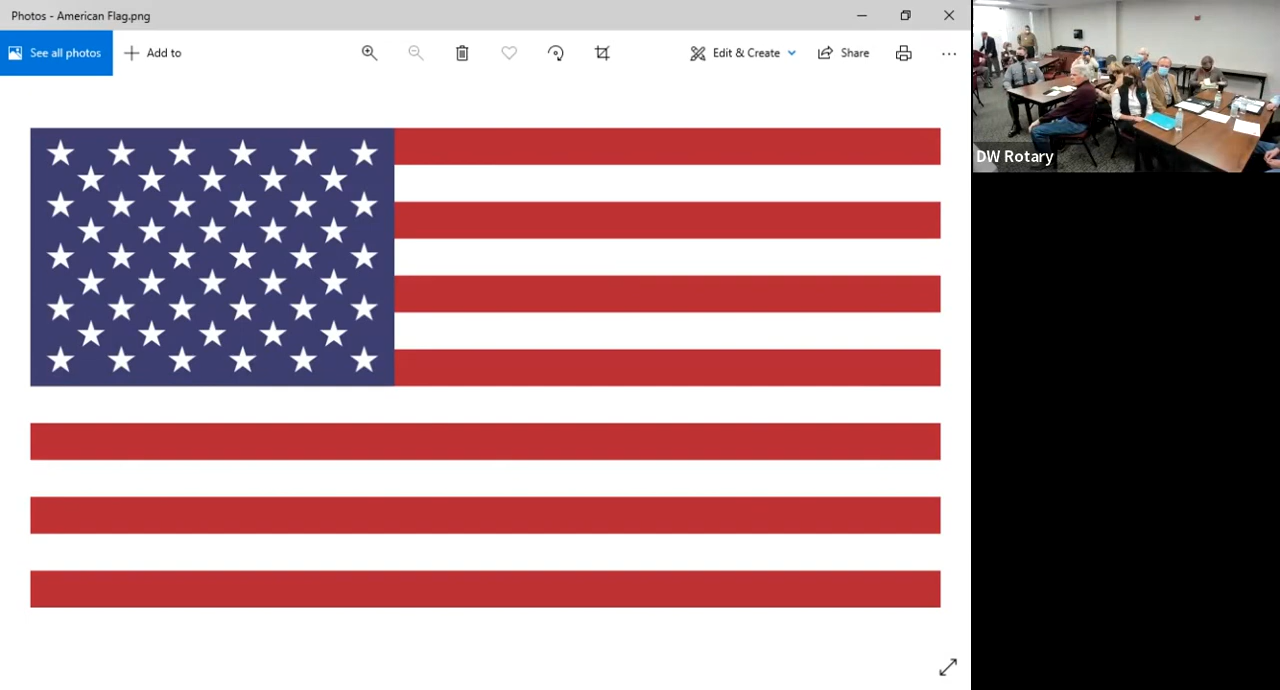 Photos - American Flag.png
See all photos
Add to
Edit & Create
Share
DW Rotary